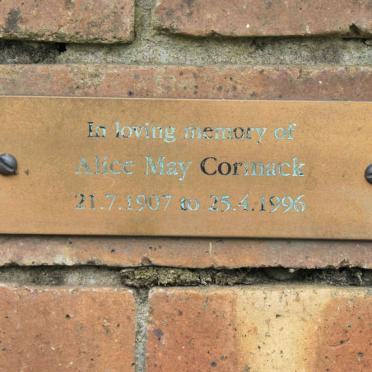 In loving memory of
Alice May Cormack
21.7.1907 to 25.4.1996